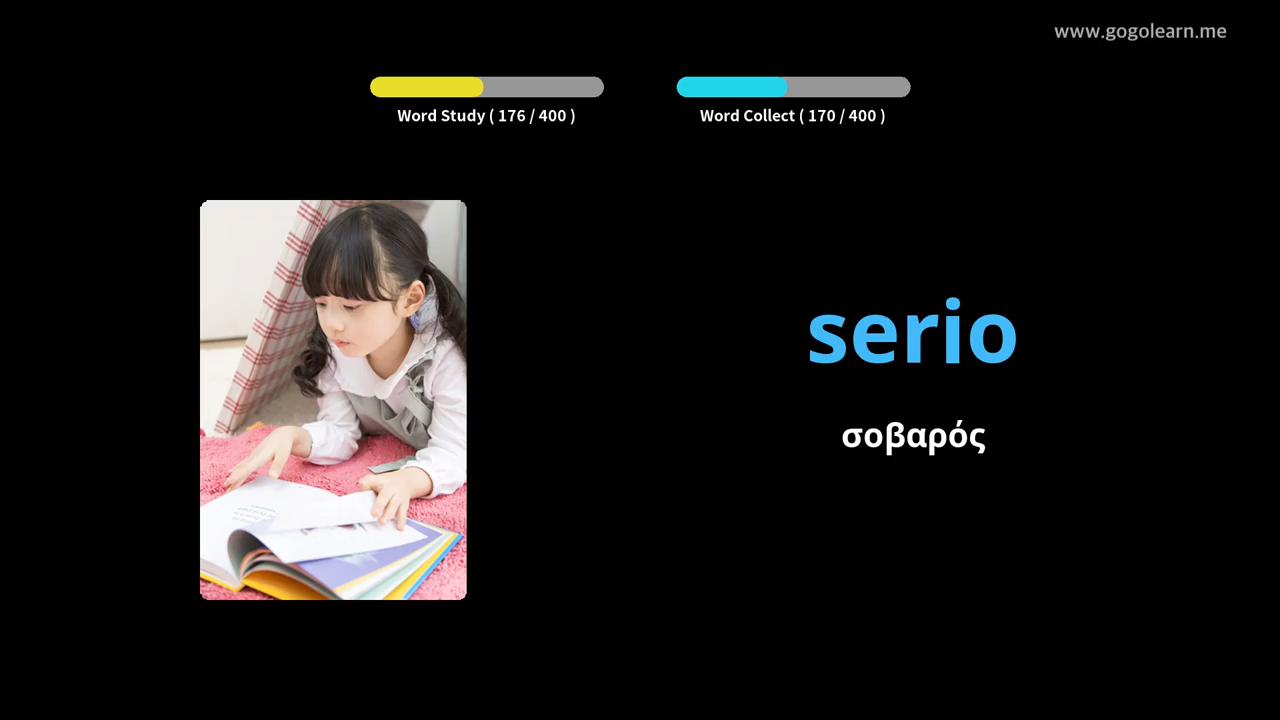 www.gogolearn.me
Word Study ( 176 / 400 )
Word Collect ( 170 / 400 )
serio
σοβαρός